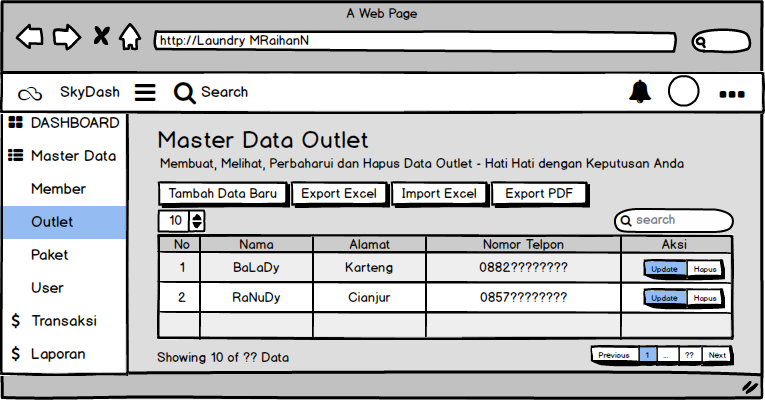 A Web Page
http://Laundry MRaihanN
SkyDash Search
DASHBOARD
Master Data
Member
Outlet
Paket
User
$ Transaksi
$ Laporan
Master Data Outlet
Membuat, Melihat, Perbaharui dan Hapus Data Outlet - Hati Hati dengan Keputusan Anda
Tambah Data Baru Export Excel Import Excel Export PDF
10 search
No Nama Alamat Nomor Telpon Aksi
1 BaLaDy Karteng 0882???????? Update Hapus
2 RaNuDy Cianjur 0857???????? Update Hapus
Showing 10 of ?? Data Previous 1 ... ?? Next